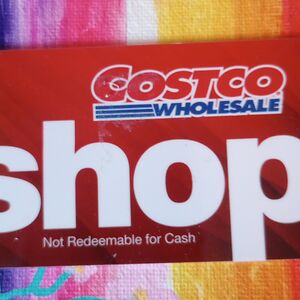 COSTCO
WHOLESALE
shop
Not Redeemable for Cash